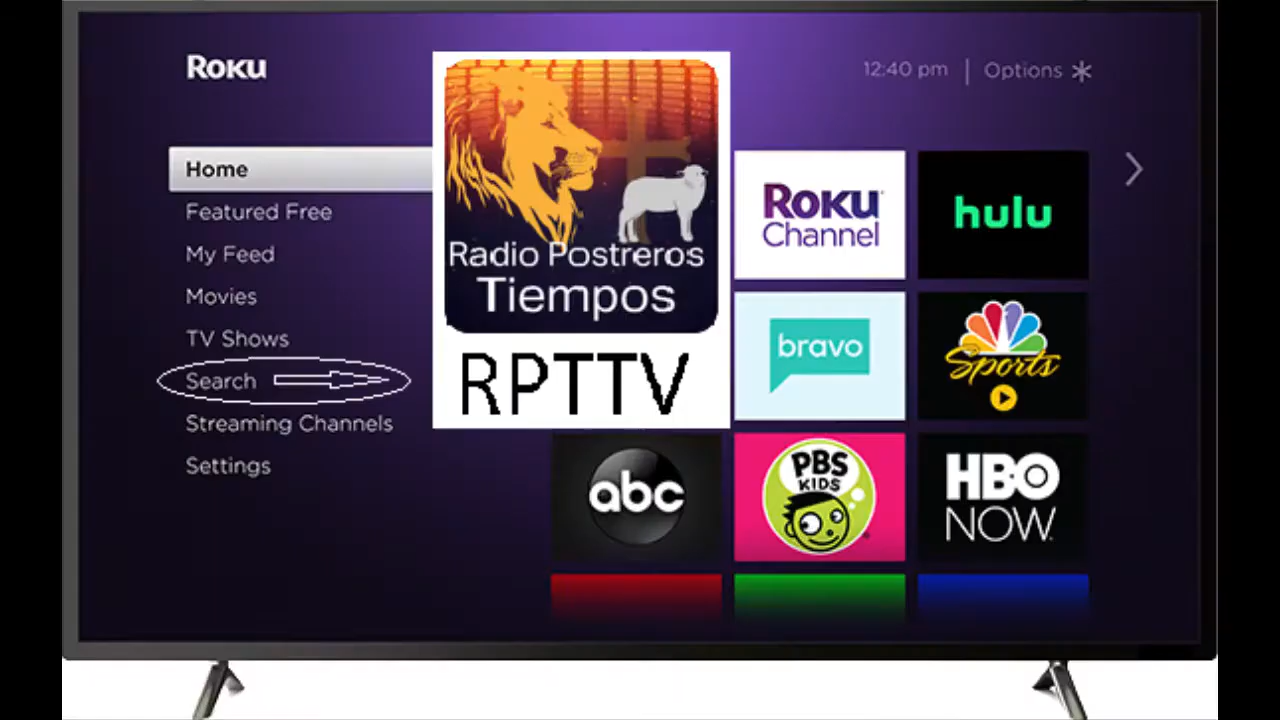 Roku
12:40 pm | Options *
Home
Featured Free
My Feed
Movies
TV Shows
Search
Streaming Channels
Settings
Radio Postreros
Tiempos
RPTTV
Roku
Channel
hulu
bravo
Sports
abc
PBS
KIDS
HBO
NOW